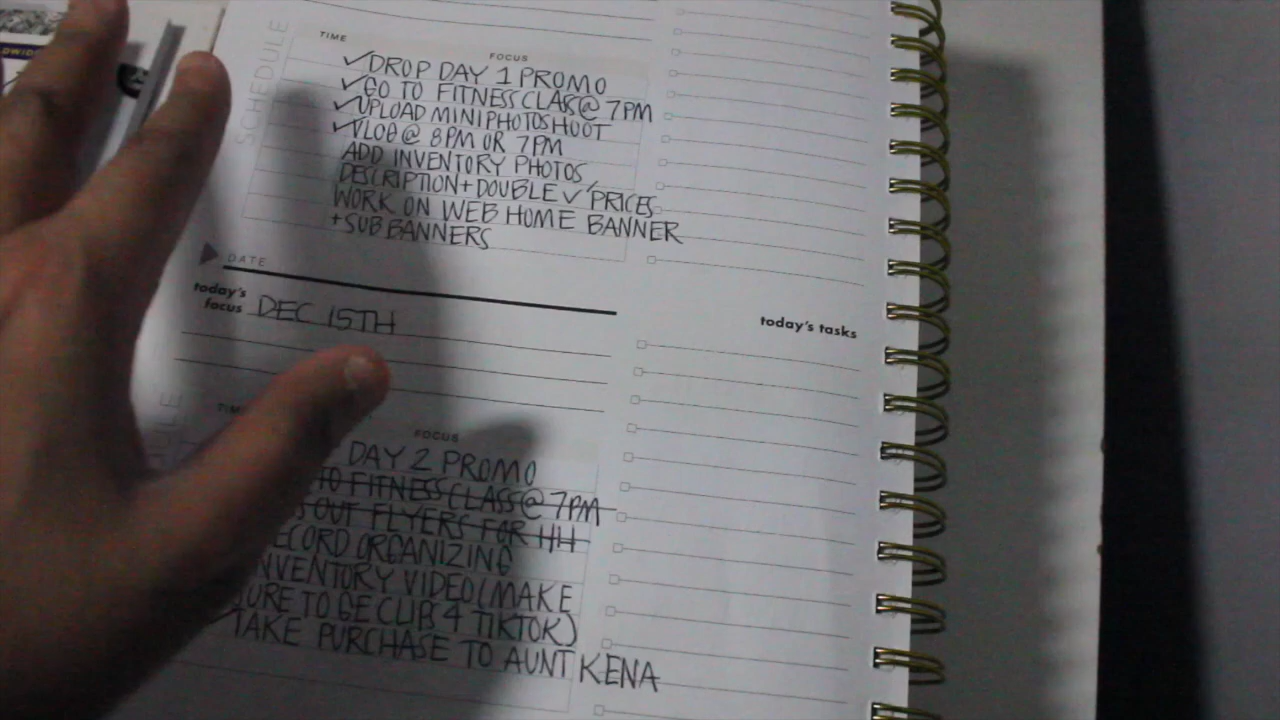 SCHEDULE
TIME
FOCUS
✓DROP DAY 1 PROMO
✓GO TO FITNESS CLASS@ 7PM
✓UPLOAD MINI PHOTOSHOOT
✓VLOG @ 8PM OR 7PM
ADD INVENTORY PHOTOS,
DESCRIPTION+DOUBLE ✓ PRICES
WORK ON WEB HOME BANNER
+SUB BANNERS
DATE
today's focus
DEC 15TH
today's tasks
FOCUS
DAY 2 PROMO
TO FITNESS CLASS@ 7PM
OUT FLYERS FOR HH
ECORD ORGANIZING
INVENTORY VIDEO (MAKE
URE TO GE CLIPS 4 TIKTOK)
TAKE PURCHASE TO AUNT KENA